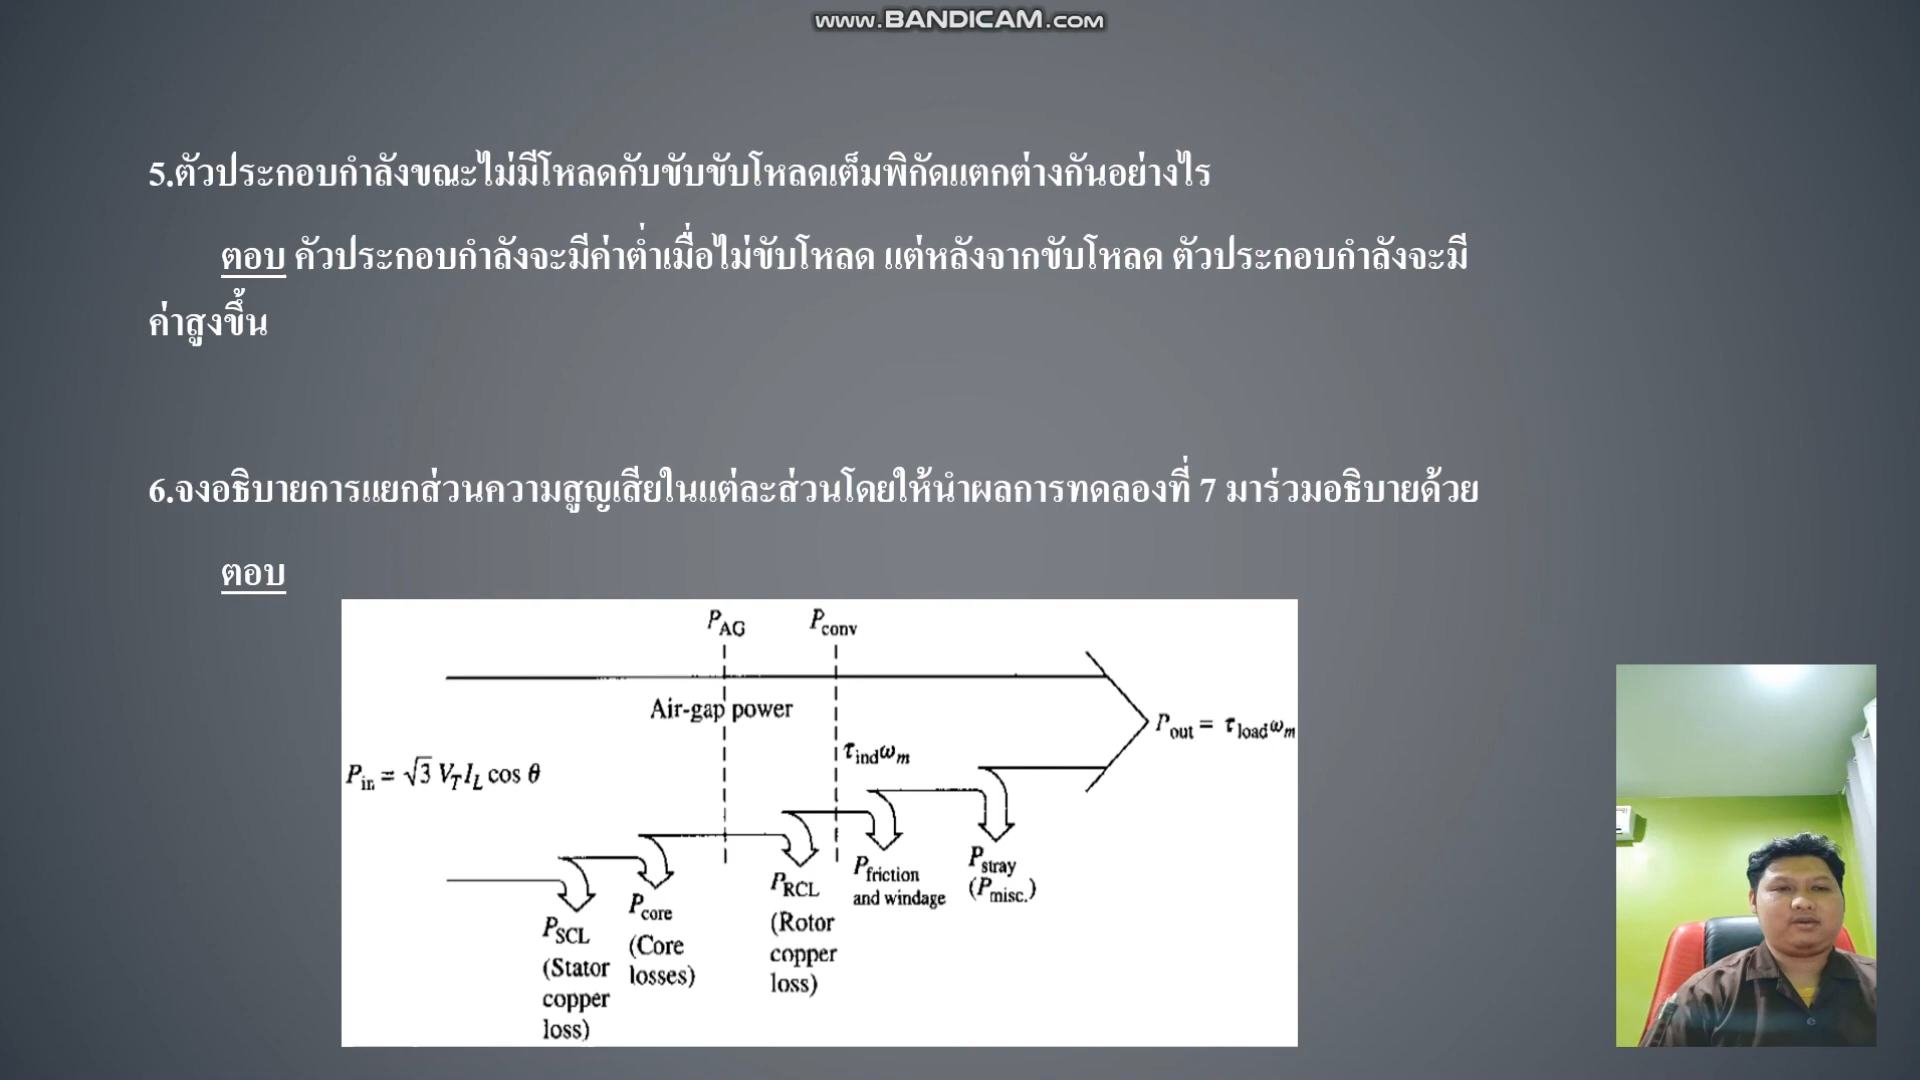 www.BANDICAM.com
5.ตัวประกอบกำลังขณะไม่มีโหลดกับขับขับโหลดเต็มพิกัดแตกต่างกันอย่างไร
ตอบ คัวประกอบกำลังจะมีค่าต่ำเมื่อไม่ขับโหลด แต่หลังจากขับโหลด ตัวประกอบกำลังจะมี
ค่าสูงขึ้น
6.จงอธิบายการแยกส่วนความสูญเสียในแต่ละส่วนโดยให้นำผลการทดลองที่ 7 มาร่วมอธิบายด้วย
ตอบ
P_AG P_conv
Air-gap power
P_out = τ_load ω_m
τ_ind ω_m
P_in = √3 V_T I_L cos θ
P_SCL
(Stator
copper
loss)
P_core
(Core
losses)
P_RCL
(Rotor
copper
loss)
P_friction
and windage
P_stray
(P_misc.)